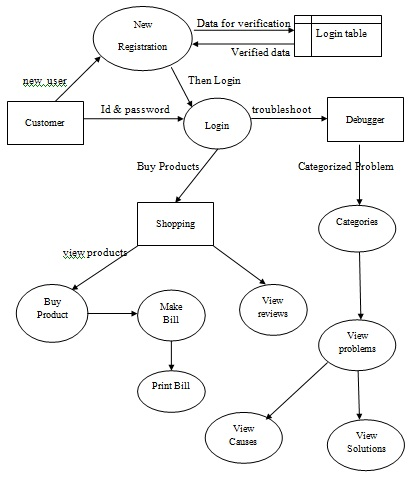 New
Registration
Data for verification
Login table
Verified data
new_user
Then Login
Customer
Id & password
Login
troubleshoot
Debugger
Buy Products
Categorized Problem
Shopping
Categories
view products
Buy
Product
Make
Bill
View
reviews
View
problems
Print Bill
View
Causes
View
Solutions